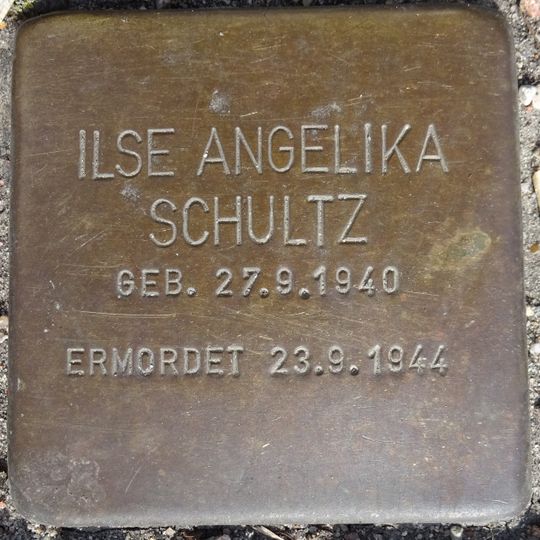 ILSE ANGELIKA
SCHULTZ
GEB. 27.9.1940
ERMORDET 23.9.1944